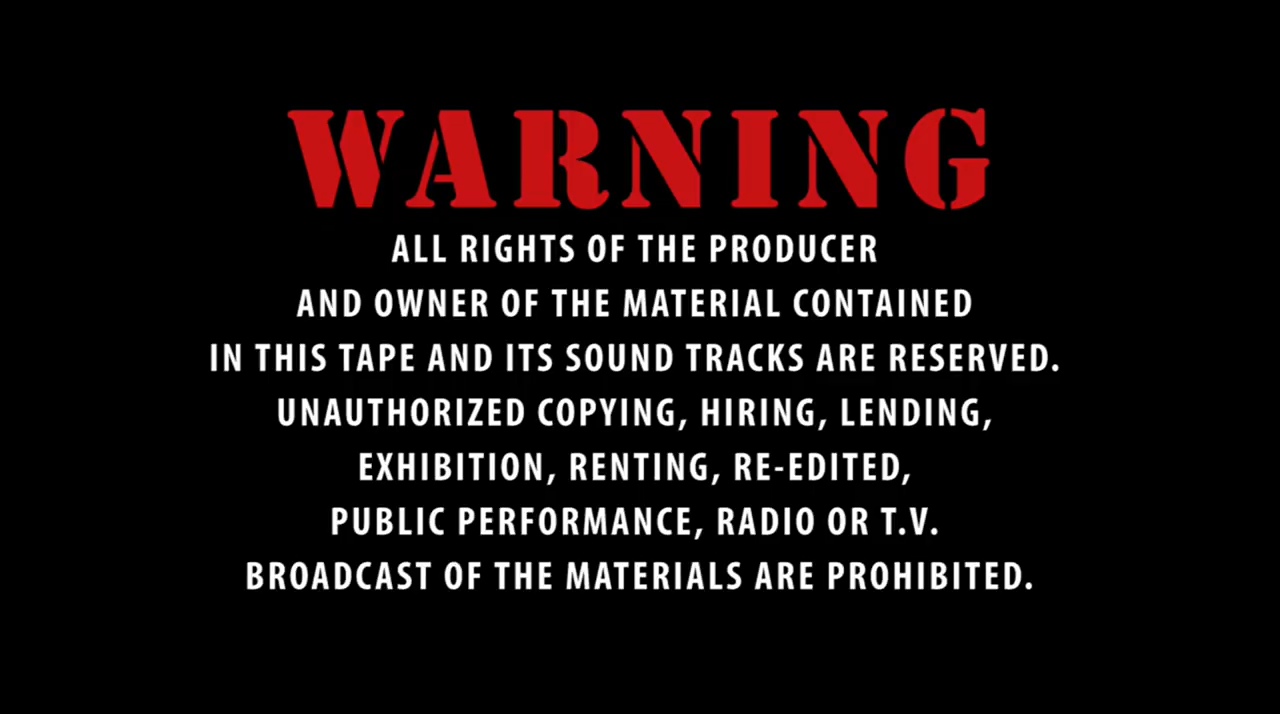 WARNING
ALL RIGHTS OF THE PRODUCER
AND OWNER OF THE MATERIAL CONTAINED
IN THIS TAPE AND ITS SOUND TRACKS ARE RESERVED.
UNAUTHORIZED COPYING, HIRING, LENDING,
EXHIBITION, RENTING, RE-EDITED,
PUBLIC PERFORMANCE, RADIO OR T.V.
BROADCAST OF THE MATERIALS ARE PROHIBITED.